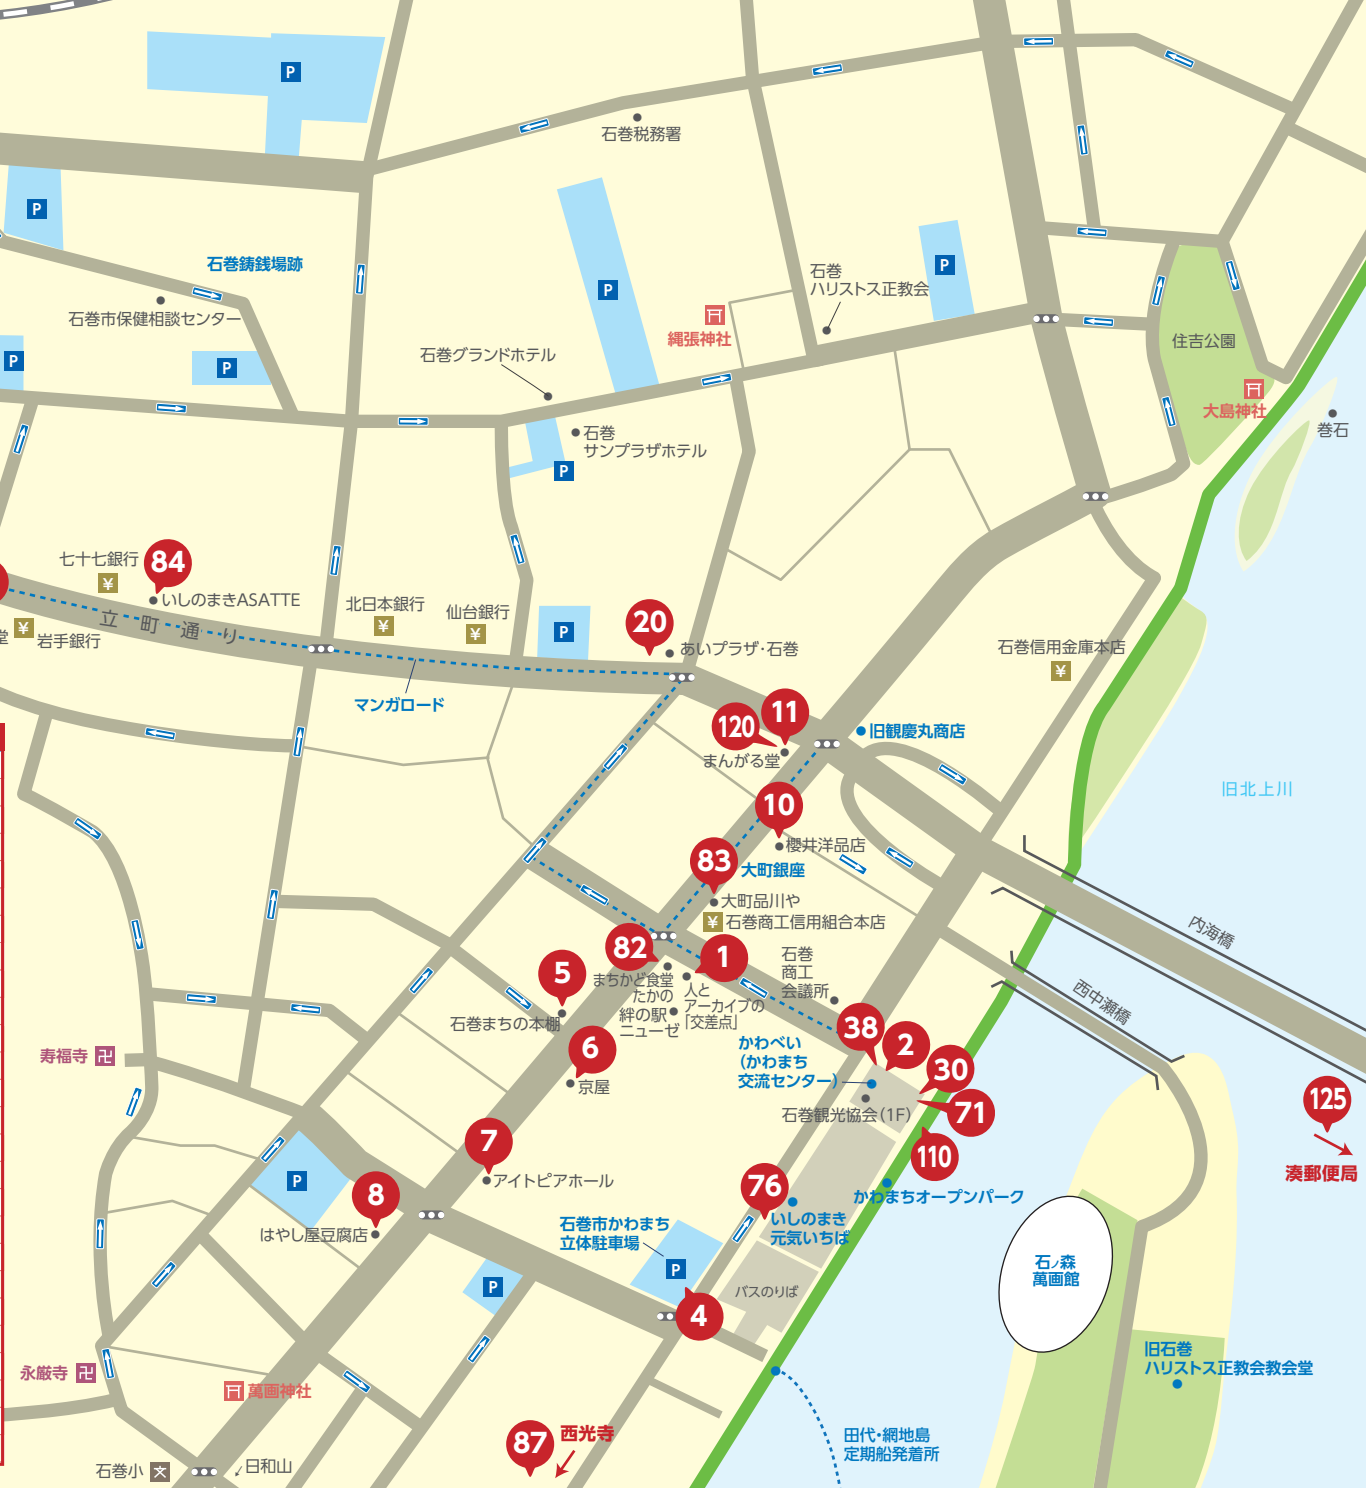 P
石巻税務署
P
石巻鋳銭場跡
石巻市保健相談センター
P
P
P
石巻
ハリストス正教会
P
縄張神社
石巻グランドホテル
石巻
サンプラザホテル
P
住吉公園
大島神社
巻石
七十七銀行
¥
84
いしのまきASATTE
立町通り
堂
¥
岩手銀行
北日本銀行
¥
仙台銀行
¥
P
20
あいプラザ・石巻
マンガロード
石巻信用金庫本店
¥
120
11
まんがる堂
旧観慶丸商店
旧北上川
10
櫻井洋品店
83
大町銀座
大町品川や
¥
石巻商工信用組合本店
内海橋
西中瀬橋
82
1
まちかど食堂
たかの
絆の駅
ニューゼ
人と
アーカイブの
「交差点」
石巻
商工
会議所
5
石巻まちの本棚
6
京屋
寿福寺
卍
38
2
30
71
110
かわべい
(かわまち
交流センター)
石巻観光協会(1F)
125
湊郵便局
7
アイトピアホール
P
8
はやし屋豆腐店
76
いしのまき
元気いちば
かわまちオープンパーク
石巻市かわまち
立体駐車場
P
P
バスのりば
4
石ノ森
萬画館
旧石巻
ハリストス正教会教会堂
永厳寺
卍
萬画神社
87
西光寺
田代・網地島
定期船発着所
石巻小
文
日和山